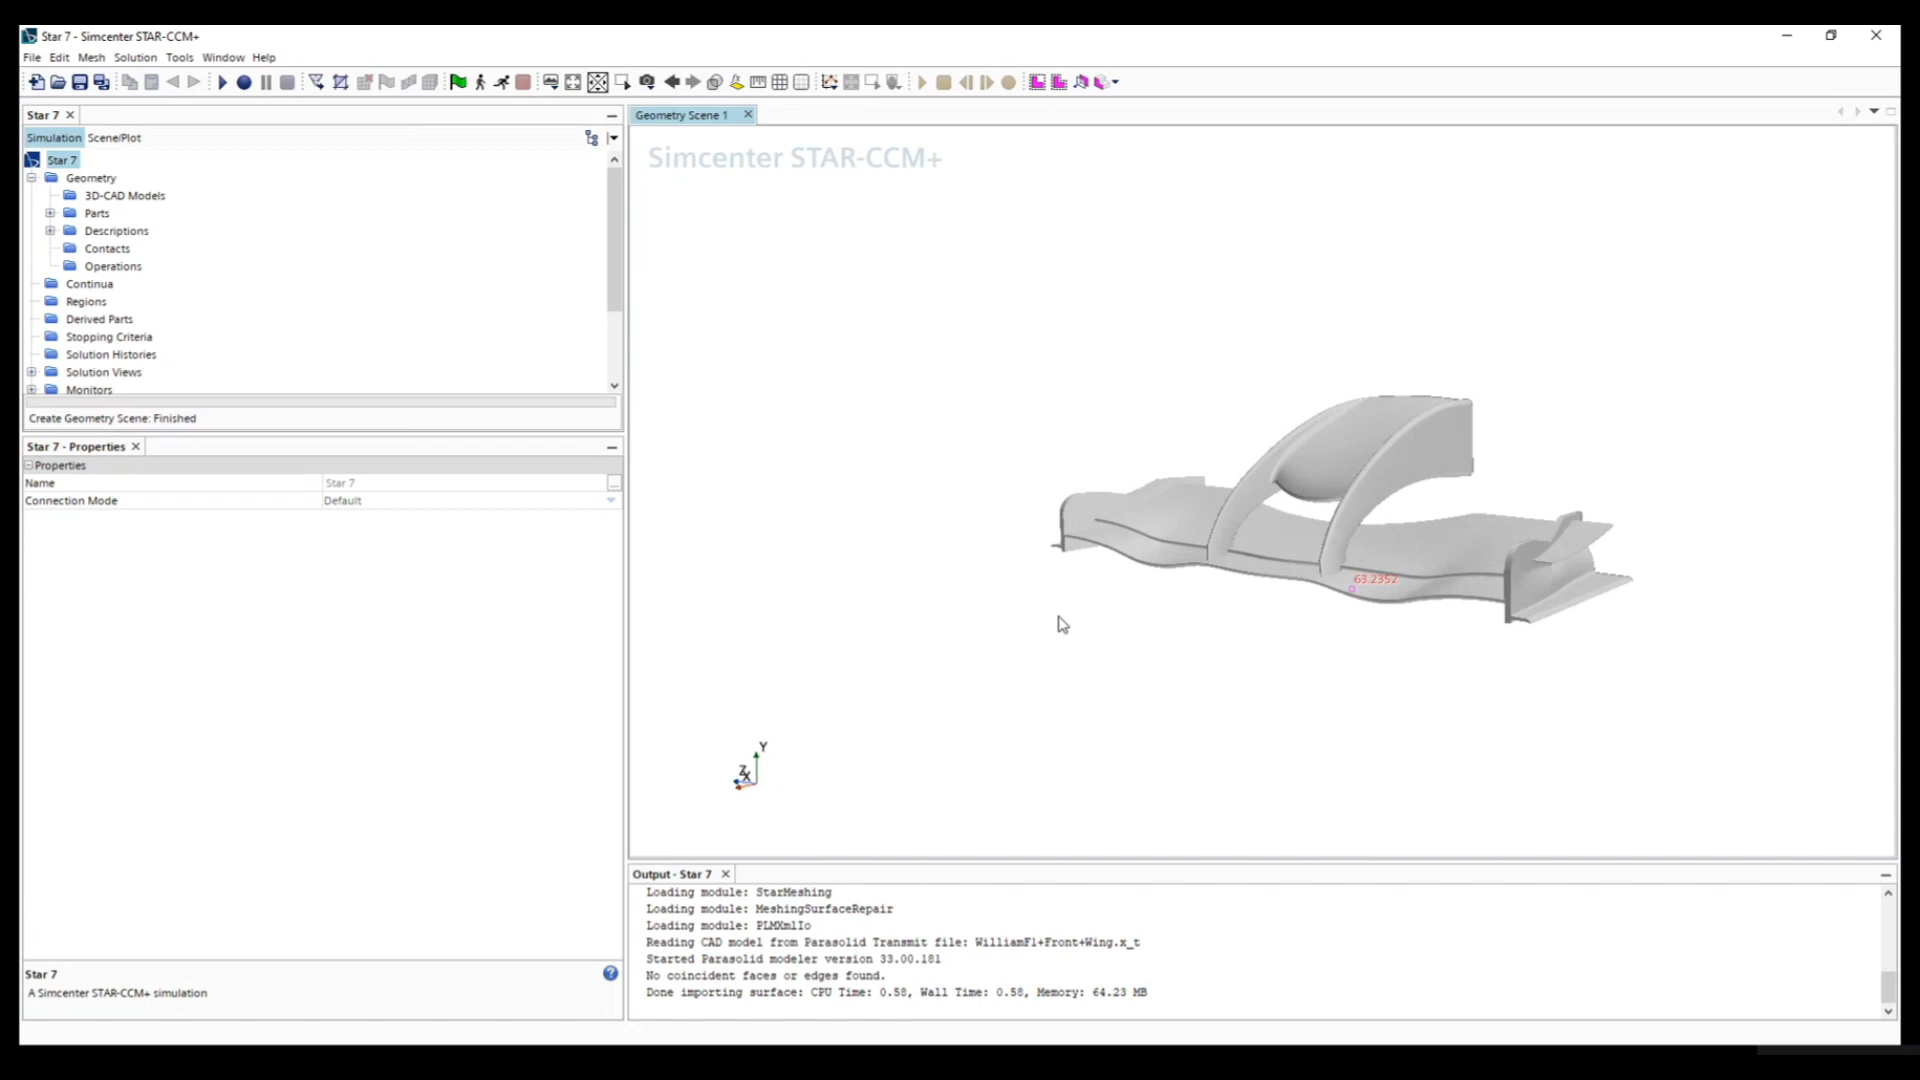 Star 7 - Simcenter STAR-CCM+
File Edit Mesh Solution Tools Window Help
Star 7
Simulation Scene/Plot
Star 7
Geometry
3D-CAD Models
Parts
Descriptions
Contacts
Operations
Continua
Regions
Derived Parts
Stopping Criteria
Solution Histories
Solution Views
Monitors
Create Geometry Scene: Finished
Star 7 - Properties
Properties
Name Star 7 ...
Connection Mode Default
Star 7
A Simcenter STAR-CCM+ simulation
Geometry Scene 1
Simcenter STAR-CCM+
63.2352
Y
Z
X
Output - Star 7
Loading module: StarMeshing
Loading module: MeshingSurfaceRepair
Loading module: PLMXmlIo
Reading CAD model from Parasolid Transmit file: WilliamF1+Front+Wing.x_t
Started Parasolid modeler version 33.00.181
No coincident faces or edges found.
Done importing surface: CPU Time: 0.58, Wall Time: 0.58, Memory: 64.23 MB